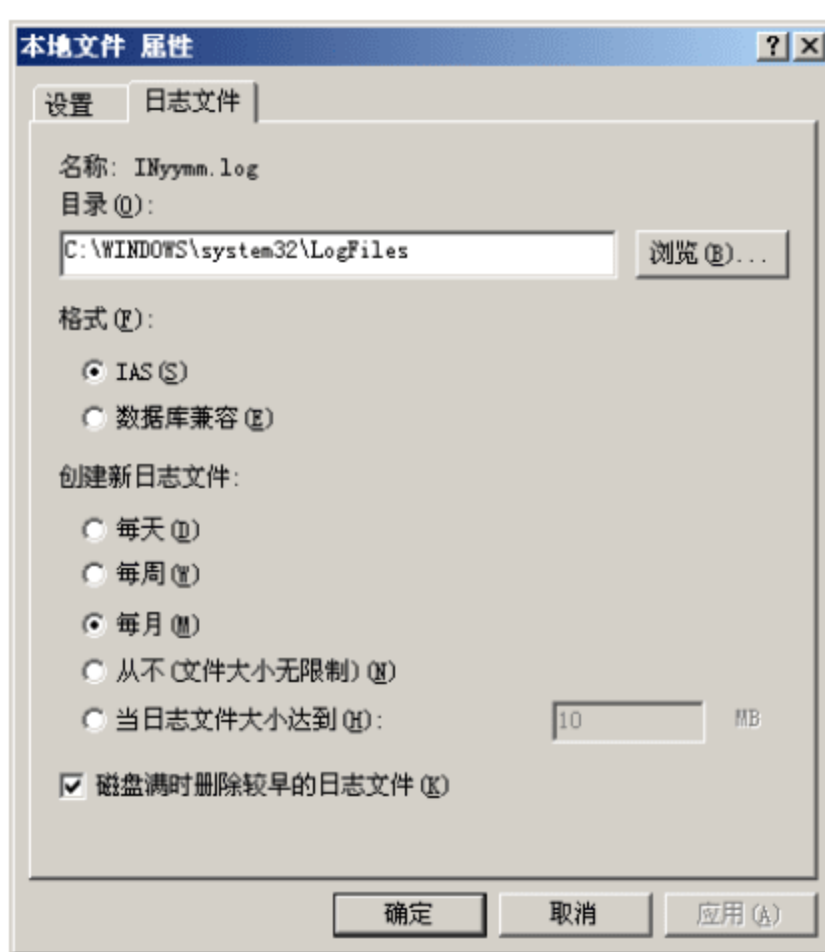 本地文件 属性
设置 日志文件
名称: INyymm.log
目录(O):
C:\WINDOWS\system32\LogFiles 浏览(B)...
格式(F):
IAS(S)
数据库兼容(E)
创建新日志文件:
每天(D)
每周(W)
每月(M)
从不(文件大小无限制)(N)
当日志文件大小达到(H): 10 MB
磁盘满时删除较早的日志文件(K)
确定 取消 应用(A)